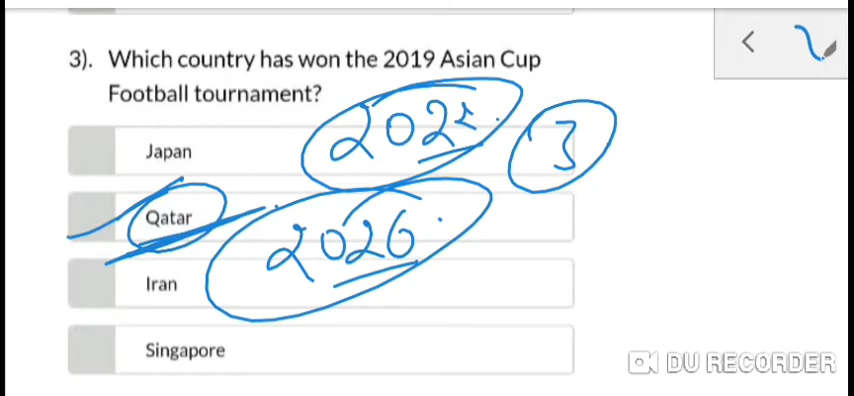 3). Which country has won the 2019 Asian Cup
Football tournament?
Japan
2022
3
Qatar
2026
Iran
Singapore
DU RECORDER